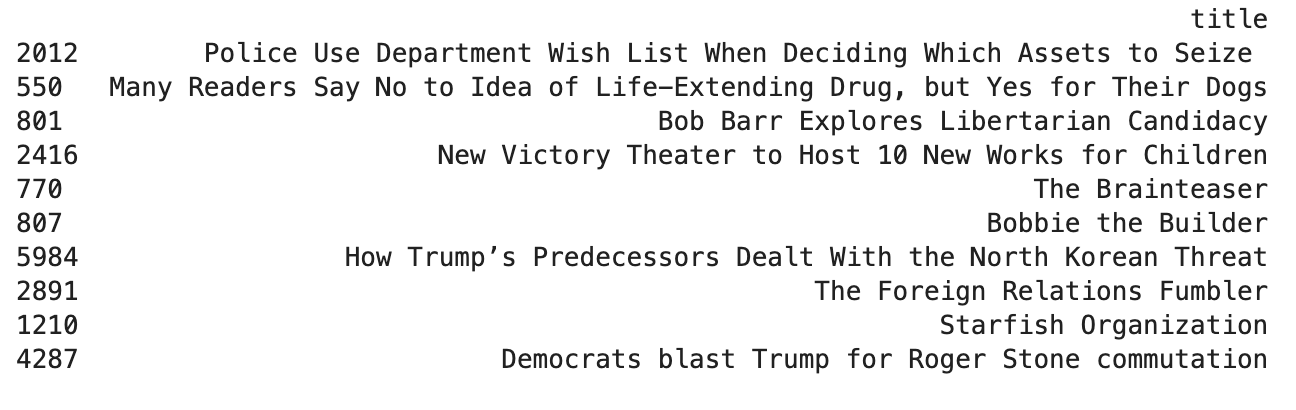 title
2012 Police Use Department Wish List When Deciding Which Assets to Seize
550 Many Readers Say No to Idea of Life-Extending Drug, but Yes for Their Dogs
801 Bob Barr Explores Libertarian Candidacy
2416 New Victory Theater to Host 10 New Works for Children
770 The Brainteaser
807 Bobbie the Builder
5984 How Trump’s Predecessors Dealt With the North Korean Threat
2891 The Foreign Relations Fumbler
1210 Starfish Organization
4287 Democrats blast Trump for Roger Stone commutation